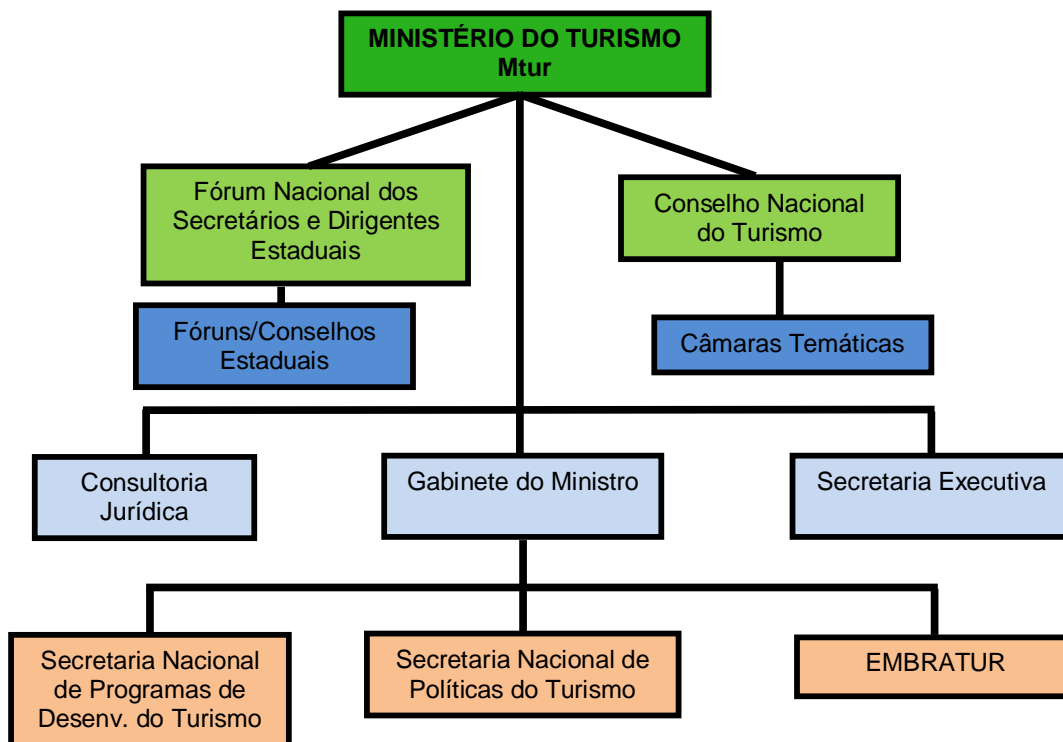 MINISTÉRIO DO TURISMO
Mtur
Fórum Nacional dos
Secretários e Dirigentes
Estaduais
Conselho Nacional
do Turismo
Fóruns/Conselhos
Estaduais
Câmaras Temáticas
Consultoria
Jurídica
Gabinete do Ministro
Secretaria Executiva
Secretaria Nacional
de Programas de
Desenv. do Turismo
Secretaria Nacional de
Políticas do Turismo
EMBRATUR